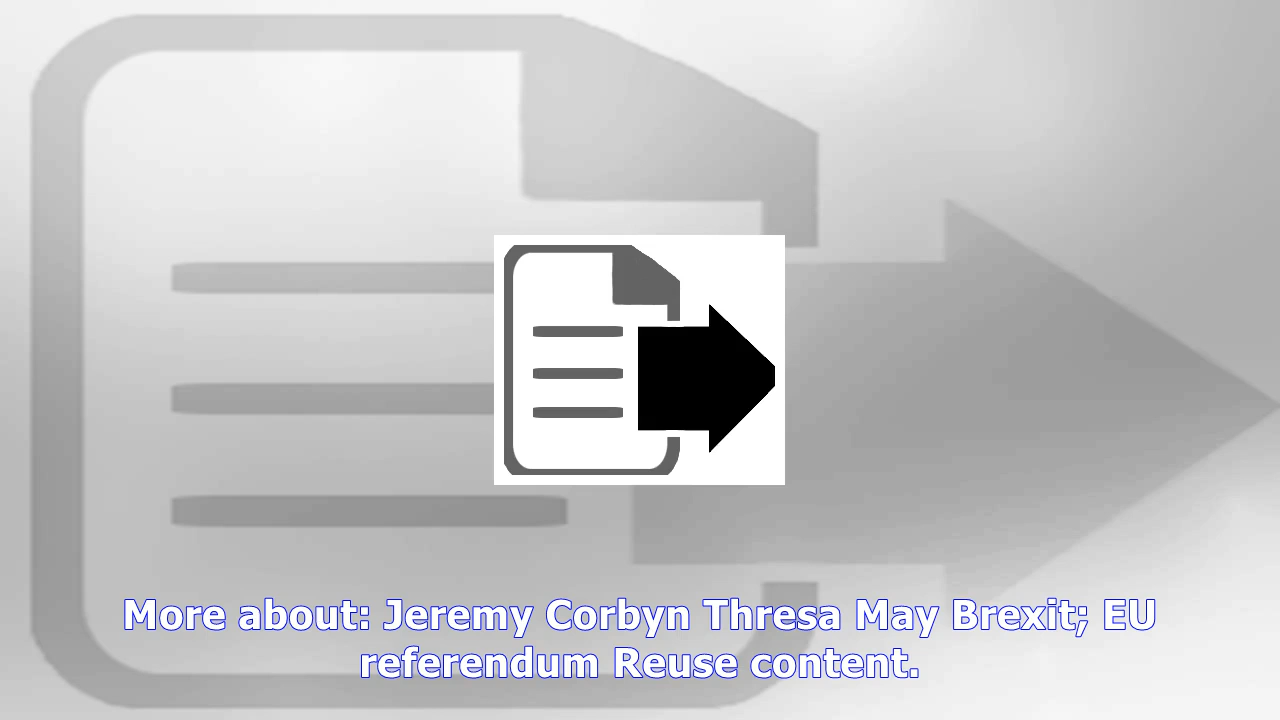 More about: Jeremy Corbyn Thresa May Brexit; EU
referendum Reuse content.